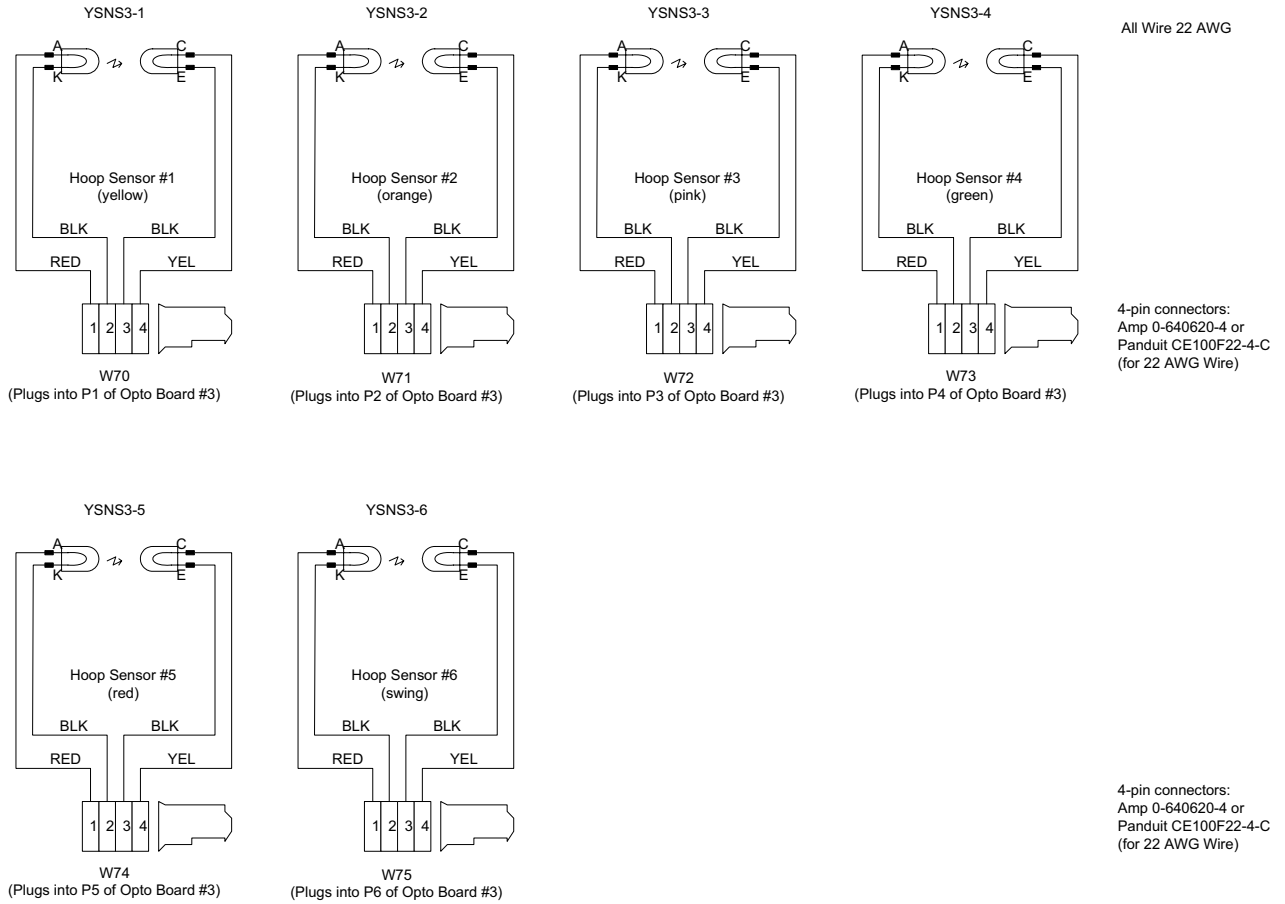 YSNS3-1
YSNS3-2
YSNS3-3
YSNS3-4
All Wire 22 AWG
A
C
K
E
A
C
K
E
A
C
K
E
A
C
K
E
Hoop Sensor #1
(yellow)
Hoop Sensor #2
(orange)
Hoop Sensor #3
(pink)
Hoop Sensor #4
(green)
BLK BLK
RED YEL
BLK BLK
RED YEL
BLK BLK
RED YEL
BLK BLK
RED YEL
1 2 3 4
1 2 3 4
1 2 3 4
1 2 3 4
4-pin connectors:
Amp 0-640620-4 or
Panduit CE100F22-4-C
(for 22 AWG Wire)
W70
(Plugs into P1 of Opto Board #3)
W71
(Plugs into P2 of Opto Board #3)
W72
(Plugs into P3 of Opto Board #3)
W73
(Plugs into P4 of Opto Board #3)
YSNS3-5
YSNS3-6
A
C
K
E
A
C
K
E
Hoop Sensor #5
(red)
Hoop Sensor #6
(swing)
BLK BLK
RED YEL
BLK BLK
RED YEL
1 2 3 4
1 2 3 4
4-pin connectors:
Amp 0-640620-4 or
Panduit CE100F22-4-C
(for 22 AWG Wire)
W74
(Plugs into P5 of Opto Board #3)
W75
(Plugs into P6 of Opto Board #3)